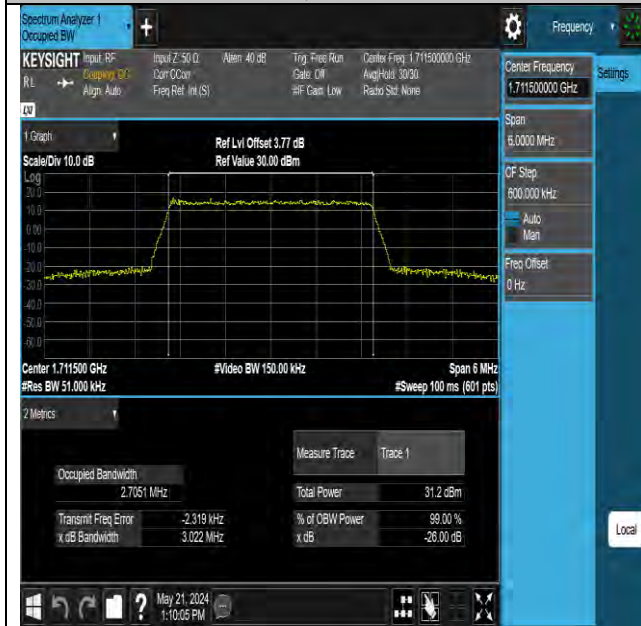 Spectrum Analyzer 1
Occupied BW
Frequency
KEYSIGHT
Input: RF
Coupling: DC
Align: Auto
RL
Input Z: 50 Ω
Corr CCorr
Freq Ref: Int (S)
Atten: 40 dB
Trig: Free Run
Gate: Off
#IF Gain: Low
Center Freq: 1.711500000 GHz
Avg|Hold: 30/30
Radio Std: None
Center Frequency
1.711500000 GHz
Settings
Span
6.0000 MHz
CF Step
600.000 kHz
Auto
Man
Freq Offset
0 Hz
1 Graph
Scale/Div 10.0 dB
Ref Lvl Offset 3.77 dB
Ref Value 30.00 dBm
Log
20.0
10.0
0.00
-10.0
-20.0
-30.0
-40.0
-50.0
-60.0
Center 1.711500 GHz
#Video BW 150.00 kHz
Span 6 MHz
#Res BW 51.000 kHz
#Sweep 100 ms (601 pts)
2 Metrics
Measure Trace
Trace 1
Occupied Bandwidth
2.7051 MHz
Total Power
31.2 dBm
Transmit Freq Error
-2.319 kHz
% of OBW Power
99.00 %
x dB Bandwidth
3.022 MHz
x dB
-26.00 dB
Local
?
May 21, 2024
1:10:05 PM